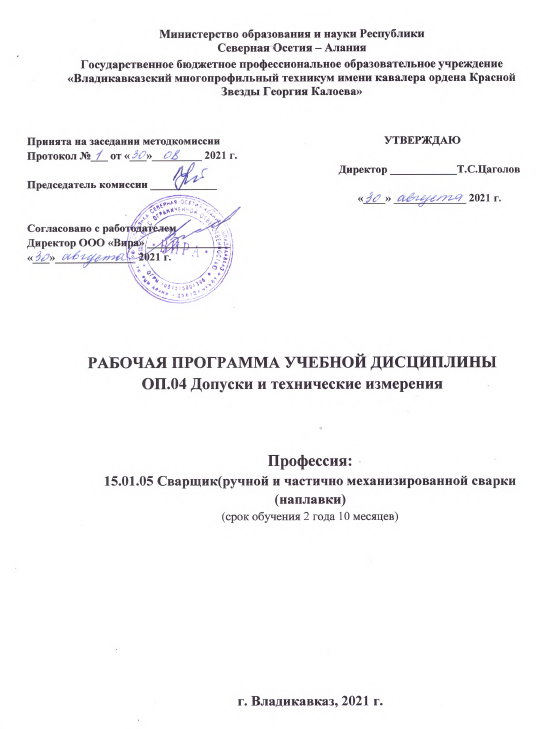 Министерство образования и науки Республики
Северная Осетия – Алания
Государственное бюджетное профессиональное образовательное учреждение
«Владикавказский многопрофильный техникум имени кавалера ордена Красной
Звезды Георгия Калоева»
Принята на заседании методкомиссии
Протокол № 1 от «30» 08 2021 г.
Председатель комиссии
УТВЕРЖДАЮ
Директор __________Т.С.Цаголов
«30» августа 2021 г.
Согласовано с работодателем
Директор ООО «Вира»
«30» августа 2021 г.
ВИРА
РАБОЧАЯ ПРОГРАММА УЧЕБНОЙ ДИСЦИПЛИНЫ
ОП.04 Допуски и технические измерения
Профессия:
15.01.05 Сварщик(ручной и частично механизированной сварки
(наплавки)
(срок обучения 2 года 10 месяцев)
г. Владикавказ, 2021 г.